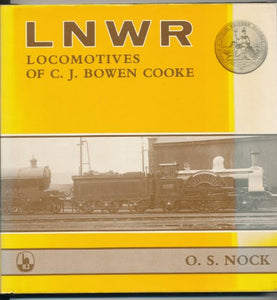 LNWR
LOCOMOTIVES
OF C. J. BOWEN COOKE
O. S. NOCK